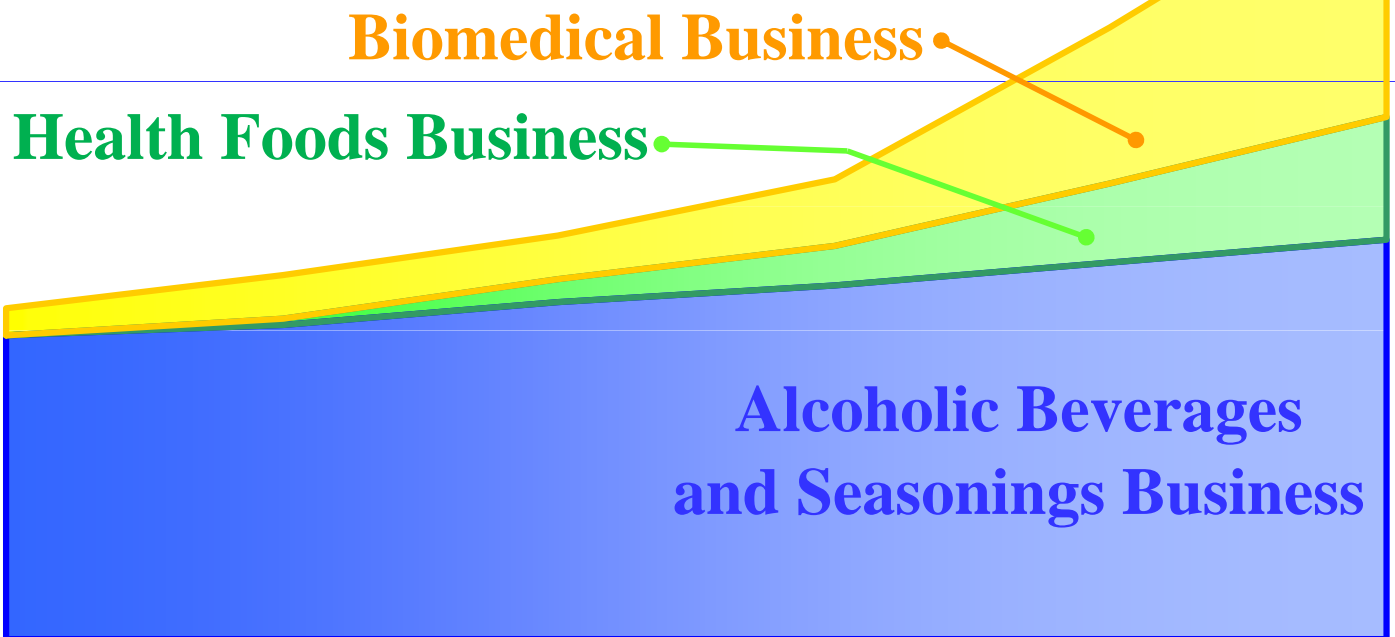 Biomedical Business
Health Foods Business
Alcoholic Beverages
and Seasonings Business